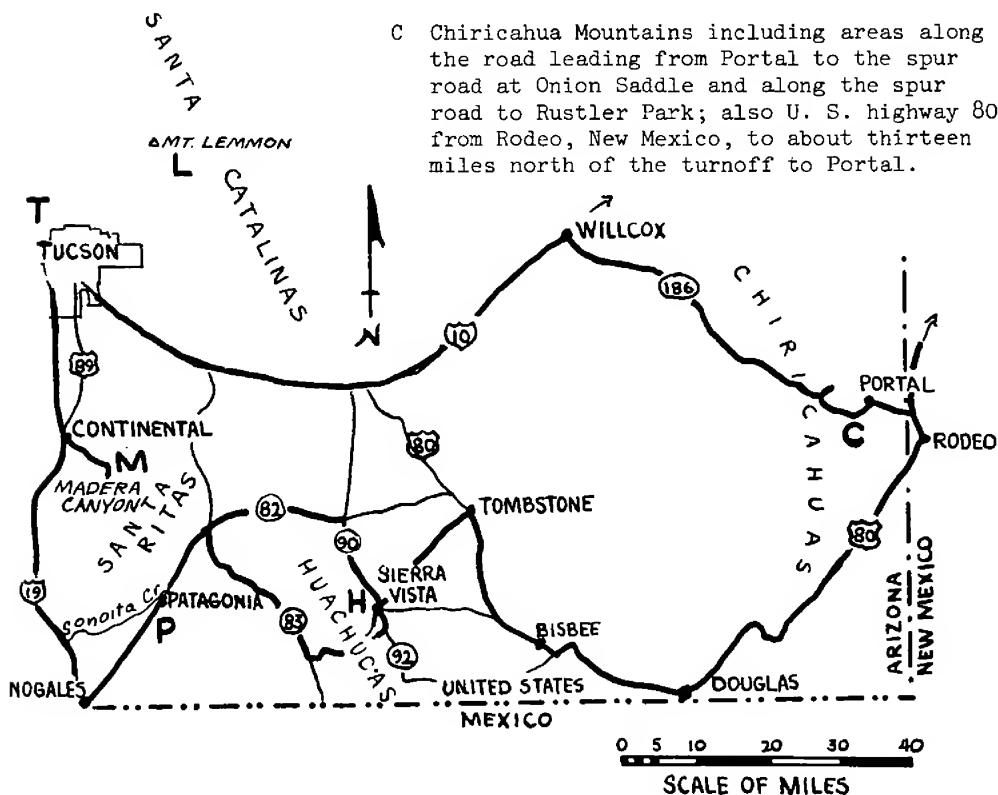 C Chiricahua Mountains including areas along
the road leading from Portal to the spur
road at Onion Saddle and along the spur
road to Rustler Park; also U. S. highway 80
from Rodeo, New Mexico, to about thirteen
miles north of the turnoff to Portal.
SANTA
CATALINAS
MT. LEMMON
L
T
TUCSON
N
WILLCOX
186
CHIRICAHUAS
10
89
PORTAL
C
RODEO
CONTINENTAL
M
MADERA
CANYON
SANTA
RITAS
80
82
TOMBSTONE
90
80
SIERRA
VISTA
H
HUACHUCAS
19
Sonoita Cr.
PATAGONIA
P
83
92
BISBEE
ARIZONA
NEW MEXICO
NOGALES
UNITED STATES
DOUGLAS
MEXICO
0 5 10 20 30 40
SCALE OF MILES